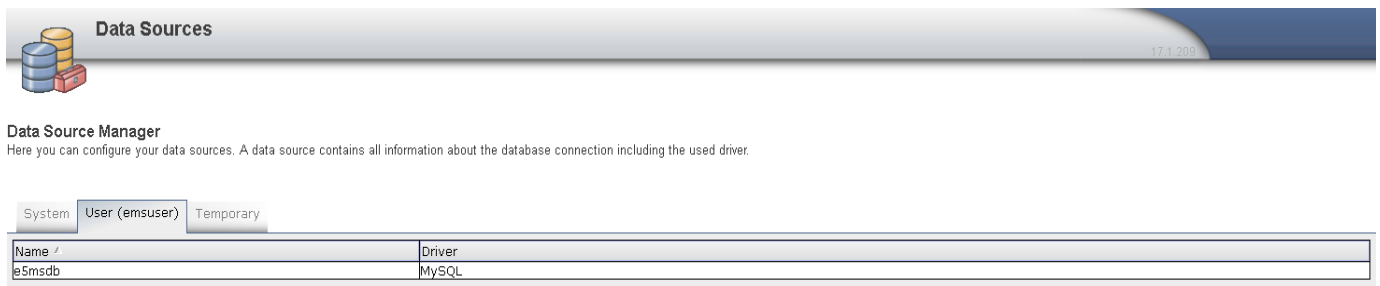 Data Sources
17.1.209
Data Source Manager
Here you can configure your data sources. A data source contains all information about the database connection including the used driver.
System User (emsuser) Temporary
Name Driver
e5msdb MySQL